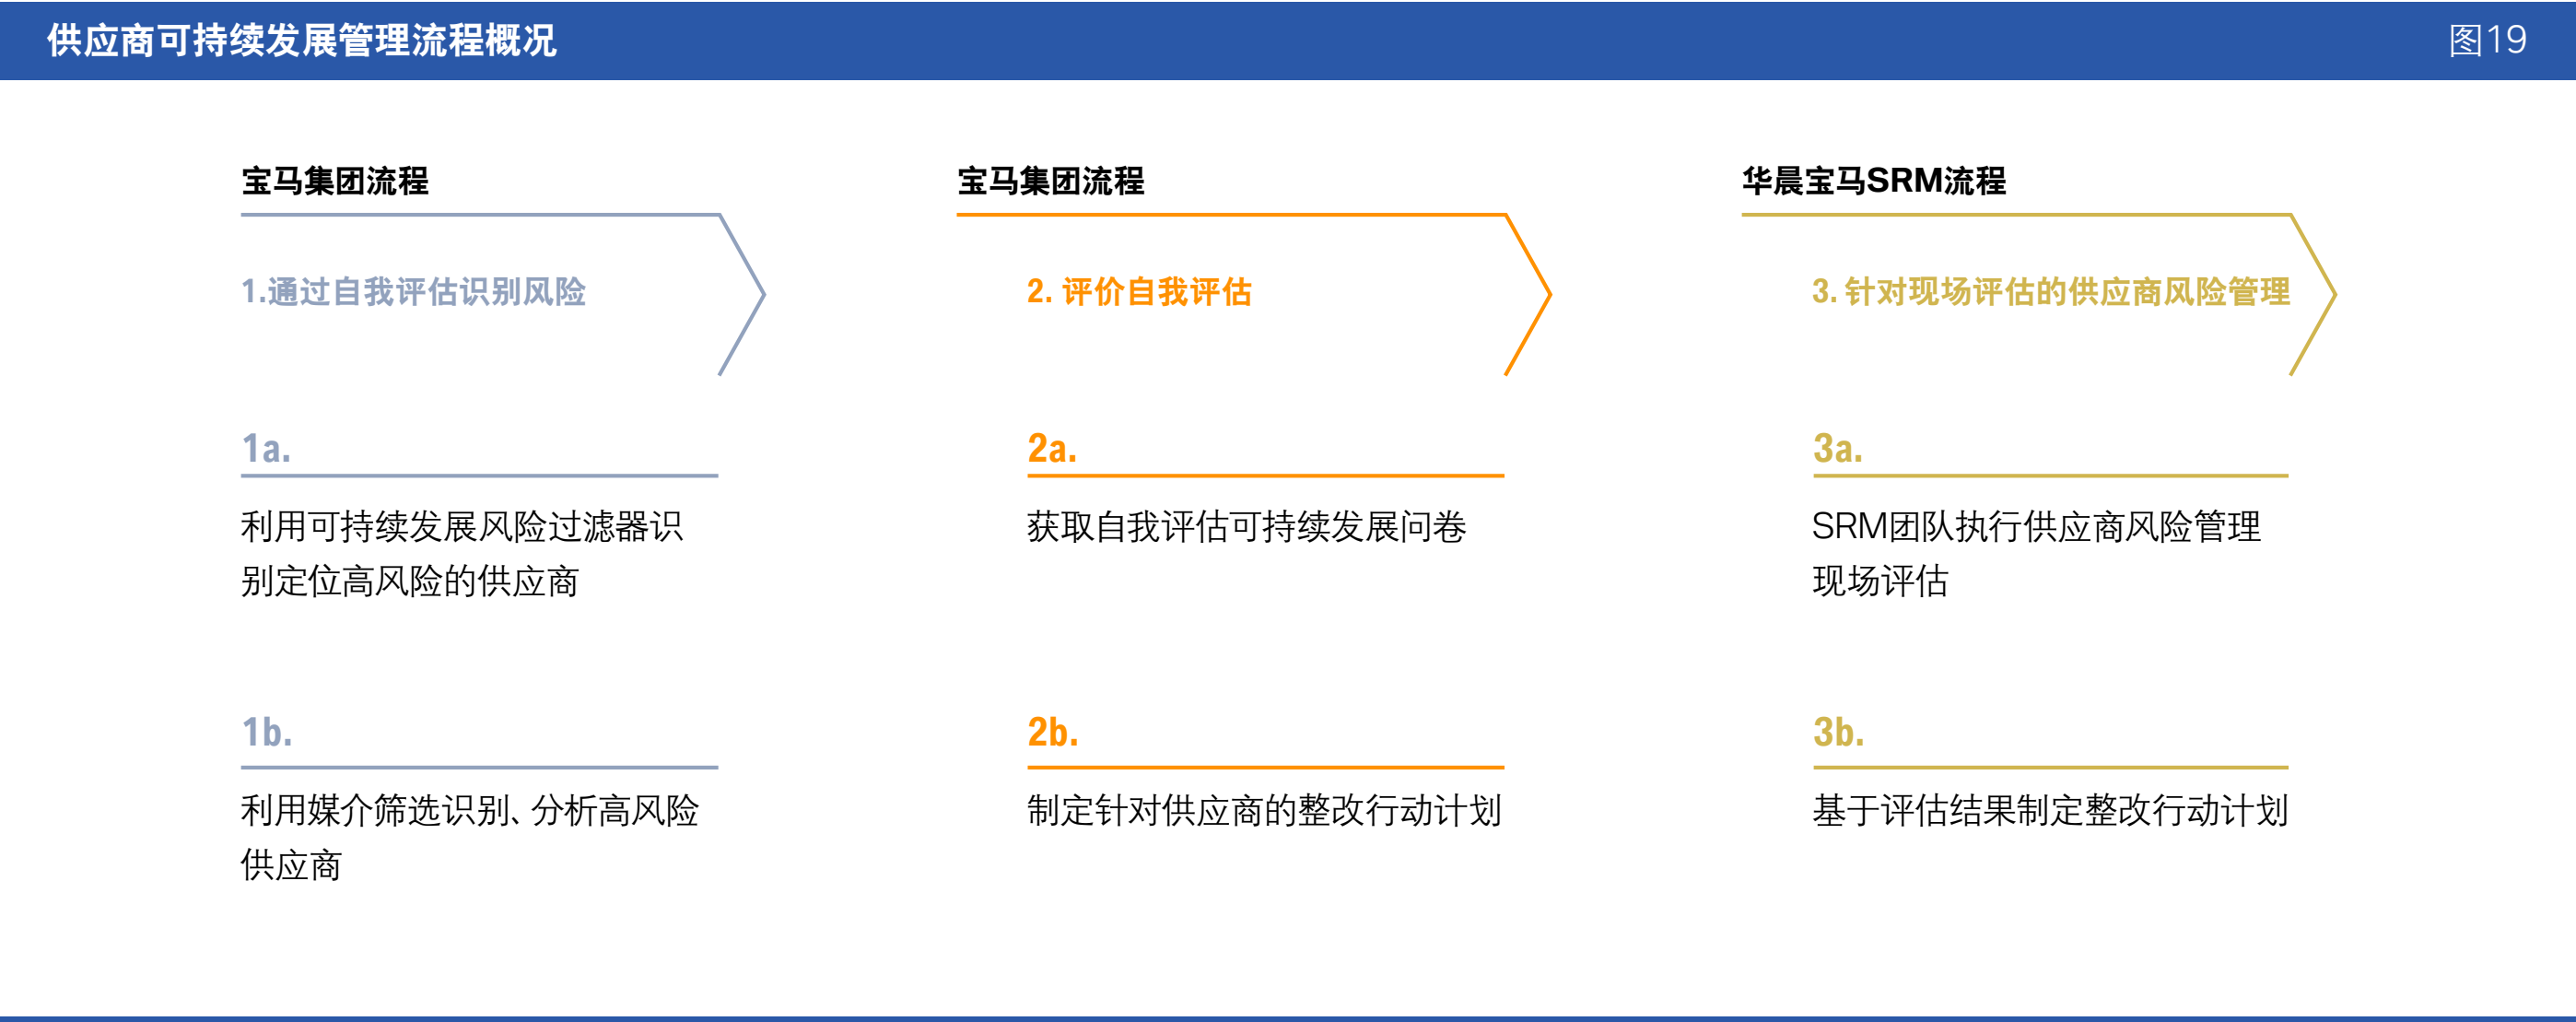 供应商可持续发展管理流程概况
图19
宝马集团流程
1.通过自我评估识别风险
1a.
利用可持续发展风险过滤器识
别定位高风险的供应商
1b.
利用媒介筛选识别、分析高风险
供应商
宝马集团流程
2. 评价自我评估
2a.
获取自我评估可持续发展问卷
2b.
制定针对供应商的整改行动计划
华晨宝马SRM流程
3. 针对现场评估的供应商风险管理
3a.
SRM团队执行供应商风险管理
现场评估
3b.
基于评估结果制定整改行动计划